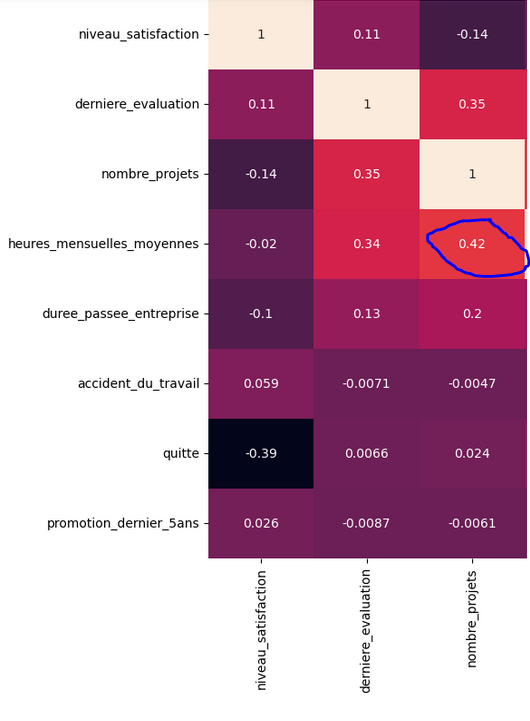 niveau_satisfaction 1 0.11 -0.14
derniere_evaluation 0.11 1 0.35
nombre_projets -0.14 0.35 1
heures_mensuelles_moyennes -0.02 0.34 0.42
duree_passee_entreprise -0.1 0.13 0.2
accident_du_travail 0.059 -0.0071 -0.0047
quitte -0.39 0.0066 0.024
promotion_dernier_5ans 0.026 -0.0087 -0.0061
niveau_satisfaction
derniere_evaluation
nombre_projets